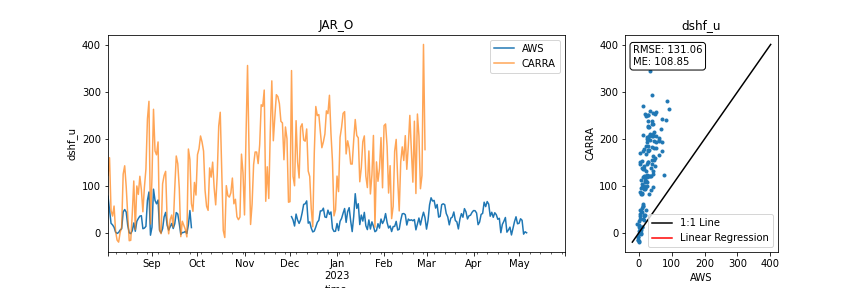 JAR_O
dshf_u
400
300
200
100
0
AWS
CARRA
Sep
Oct
Nov
Dec
Jan
2023
Feb
Mar
Apr
May
time
dshf_u
CARRA
400
300
200
100
0
RMSE: 131.06
ME: 108.85
1:1 Line
Linear Regression
0
100
200
300
400
AWS